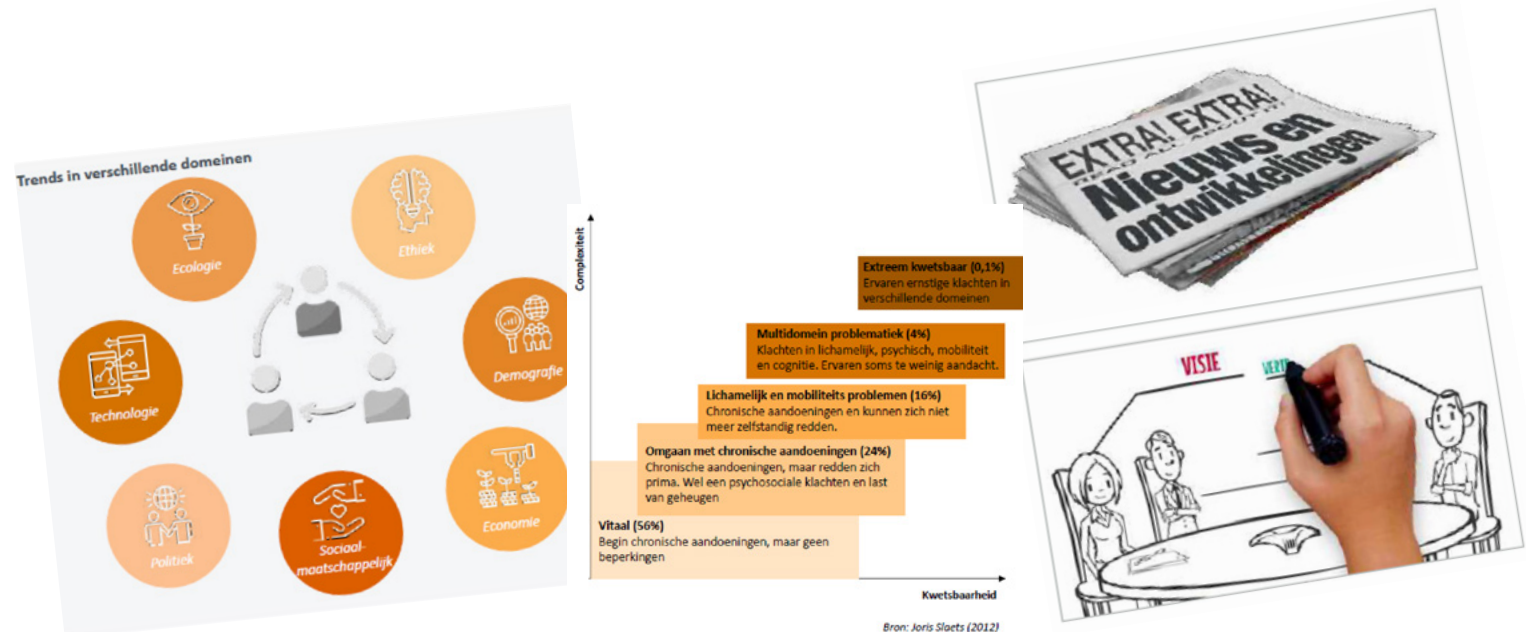 Trends in verschillende domeinen
Ecologie
Ethiek
Technologie
Demografie
Politiek
Sociaal-
maatschappelijk
Economie
Complexiteit
Extreem kwetsbaar (0,1%)
Ervaren ernstige klachten in
verschillende domeinen
Multidomein problematiek (4%)
Klachten in lichamelijk, psychisch, mobiliteit
en cognitie. Ervaren soms te weinig aandacht.
Lichamelijk en mobiliteits problemen (16%)
Chronische aandoeningen en kunnen zich niet
meer zelfstandig redden.
Omgaan met chronische aandoeningen (24%)
Chronische aandoeningen, maar redden zich
prima. Wel een psychosociale klachten en last
van geheugen
Vitaal (56%)
Begin chronische aandoeningen, maar geen
beperkingen
Kwetsbaarheid
Bron: Joris Slaets (2012)
EXTRA! EXTRA!
READ ALL ABOUT IT!
Nieuws en
ontwikkelingen
VISIE